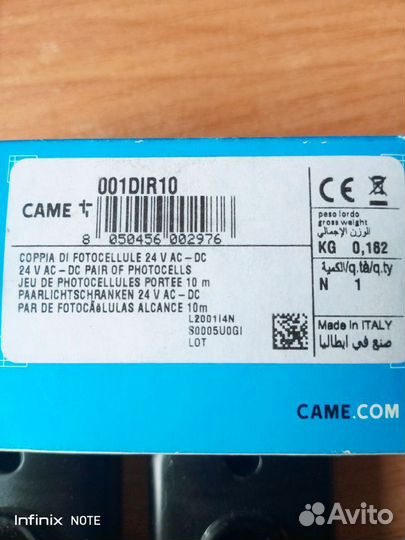 001DIR10
CAME
8 050456 002976
CE
peso lordo
gross weight
الوزن الإجمالي
KG 0,162
الكمية/q.tà/q.ty
N 1
COPPIA DI FOTOCELLULE 24 V AC - DC
24 V AC - DC PAIR OF PHOTOCELLS
JEU DE PHOTOCELLULES PORTEE 10 m
PAARLICHTSCHRANKEN 24 V AC - DC
PAR DE FOTOCÃ©LULAS ALCANCE 10m
L2001I4N
S0005U0GI
LOT
Made in ITALY
صنع في ايطاليا
CAME.COM
Infinix NOTE
Avito